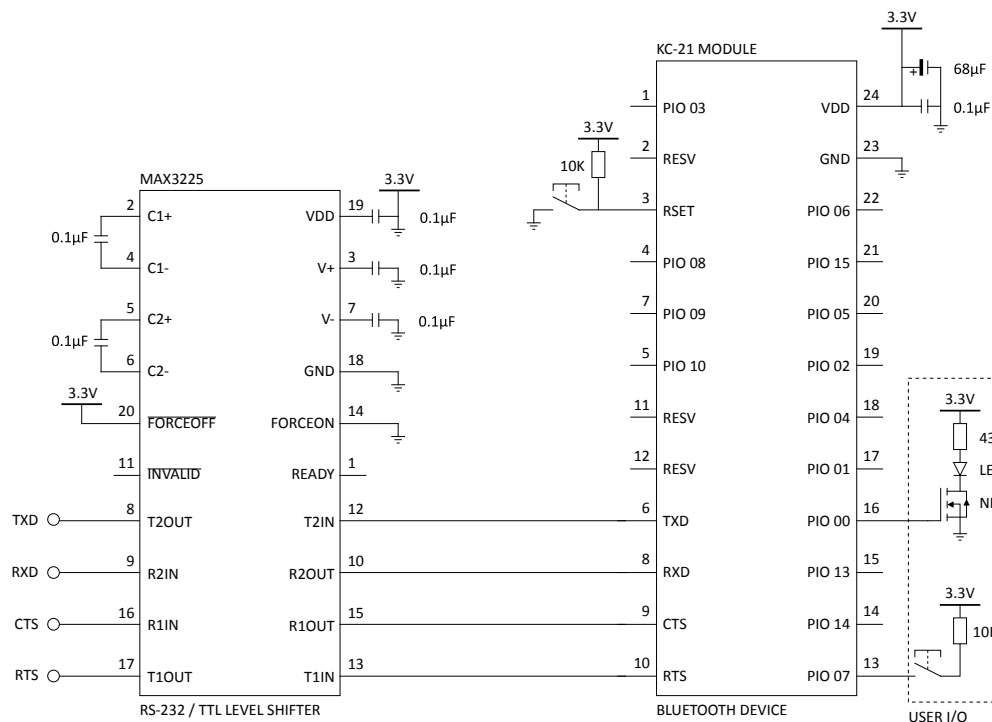 3.3V
KC-21 MODULE
68µF
+
0.1µF
1 PIO 03 VDD 24
3.3V
10K
2 RESV GND 23
3 RSET PIO 06 22
4 PIO 08 PIO 15 21
7 PIO 09 PIO 05 20
5 PIO 10 PIO 02 19
11 RESV PIO 04 18
12 RESV PIO 01 17
6 TXD PIO 00 16
8 RXD PIO 13 15
9 CTS PIO 14 14
10 RTS PIO 07 13
BLUETOOTH DEVICE
MAX3225
3.3V
2 C1+ VDD 19 0.1µF
0.1µF
4 C1- V+ 3 0.1µF
5 C2+ V- 7 0.1µF
0.1µF
6 C2- GND 18
3.3V
20 FORCEOFF FORCEON 14
11 INVALID READY 1
TXD 8 T2OUT T2IN 12
RXD 9 R2IN R2OUT 10
CTS 16 R1IN R1OUT 15
RTS 17 T1OUT T1IN 13
RS-232 / TTL LEVEL SHIFTER
3.3V
43
LE
3.3V
USER I/O